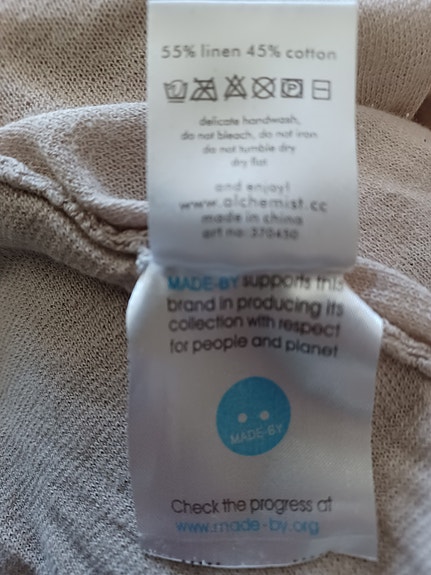 55% linen 45% cotton
delicate handwash,
do not bleach, do not iron
do not tumble dry
dry flat
and enjoy!
www.alchemist.cc
made in china
art no: 370450
MADE-BY supports this
brand in producing its
collection with respect
for people and planet
MADE-BY
Check the progress at
www.made-by.org